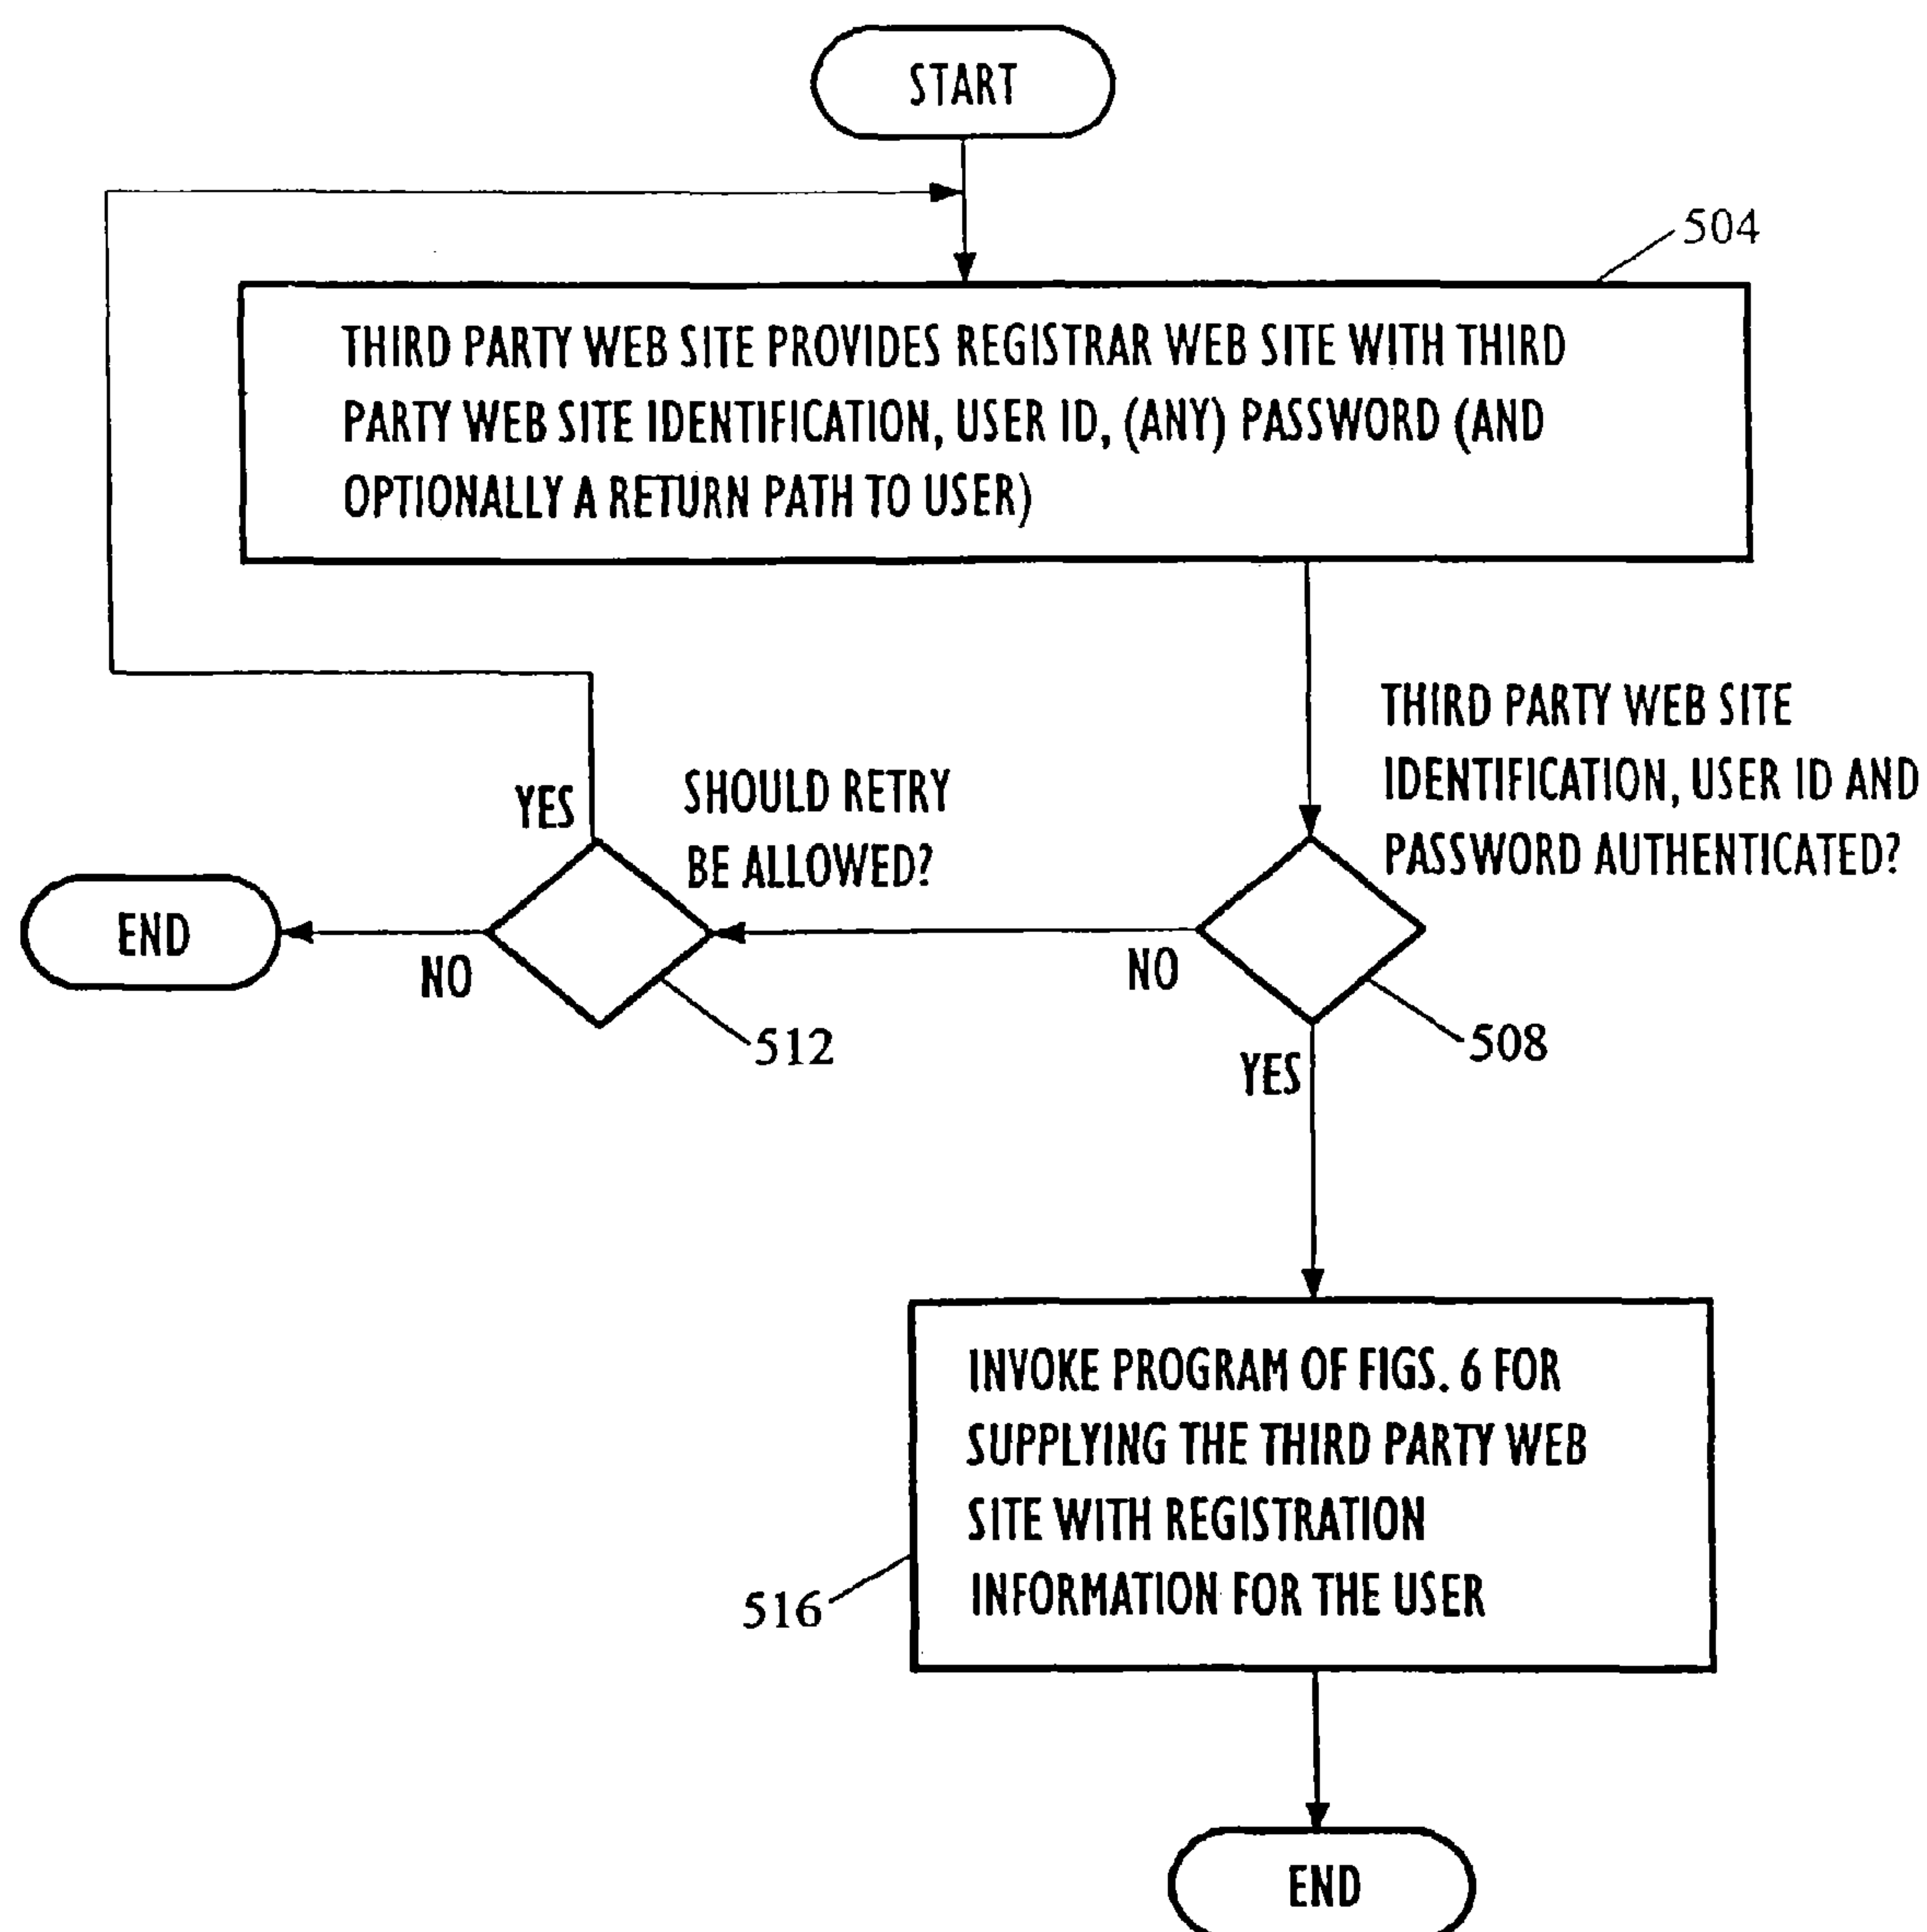 START
504
THIRD PARTY WEB SITE PROVIDES REGISTRAR WEB SITE WITH THIRD
PARTY WEB SITE IDENTIFICATION, USER ID, (ANY) PASSWORD (AND
OPTIONALLY A RETURN PATH TO USER)
THIRD PARTY WEB SITE
IDENTIFICATION, USER ID AND
PASSWORD AUTHENTICATED?
SHOULD RETRY
BE ALLOWED?
YES
END
NO
512
NO
508
YES
INVOKE PROGRAM OF FIGS. 6 FOR
SUPPLYING THE THIRD PARTY WEB
SITE WITH REGISTRATION
INFORMATION FOR THE USER
516
END